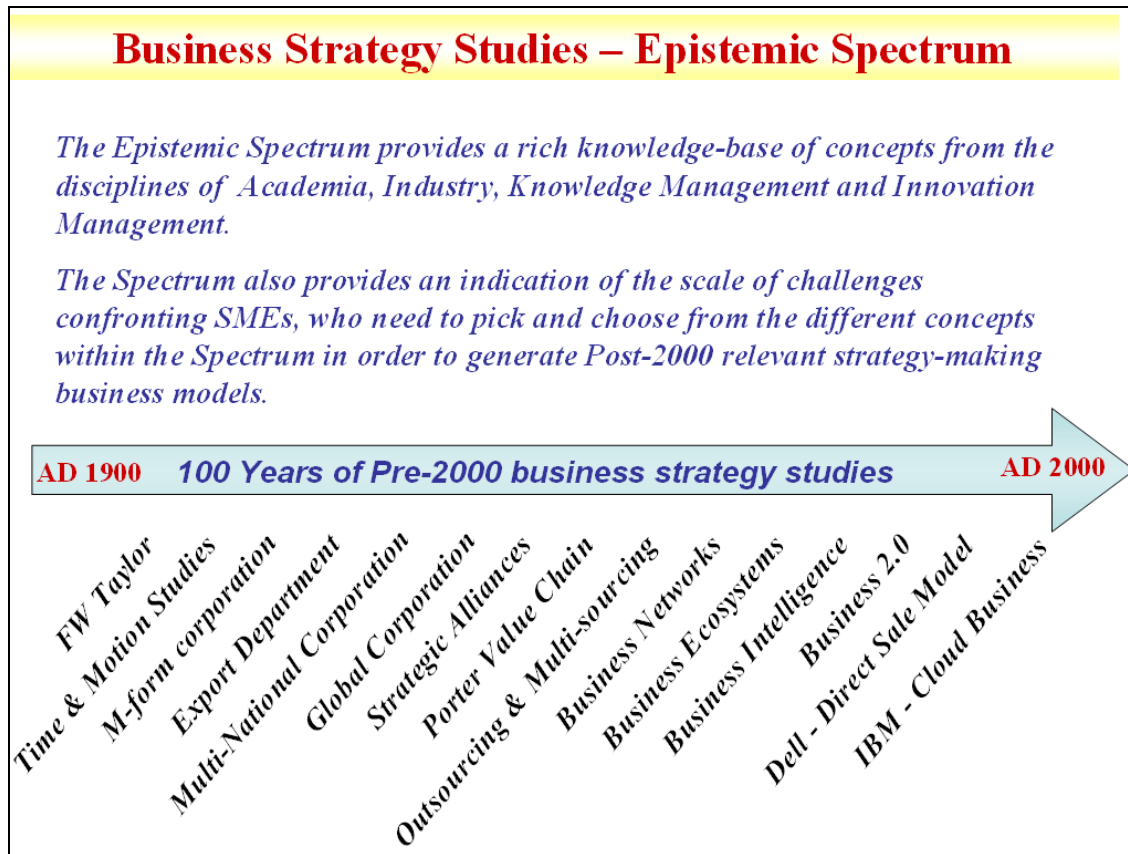 Business Strategy Studies – Epistemic Spectrum
The Epistemic Spectrum provides a rich knowledge-base of concepts from the
disciplines of Academia, Industry, Knowledge Management and Innovation
Management.
The Spectrum also provides an indication of the scale of challenges
confronting SMEs, who need to pick and choose from the different concepts
within the Spectrum in order to generate Post-2000 relevant strategy-making
business models.
AD 1900 100 Years of Pre-2000 business strategy studies AD 2000
FW Taylor
Time & Motion Studies
M-form corporation
Export Department
Multi-National Corporation
Global Corporation
Strategic Alliances
Porter Value Chain
Outsourcing & Multi-sourcing
Business Networks
Business Ecosystems
Business Intelligence
Business 2.0
Dell - Direct Sale Model
IBM - Cloud Business